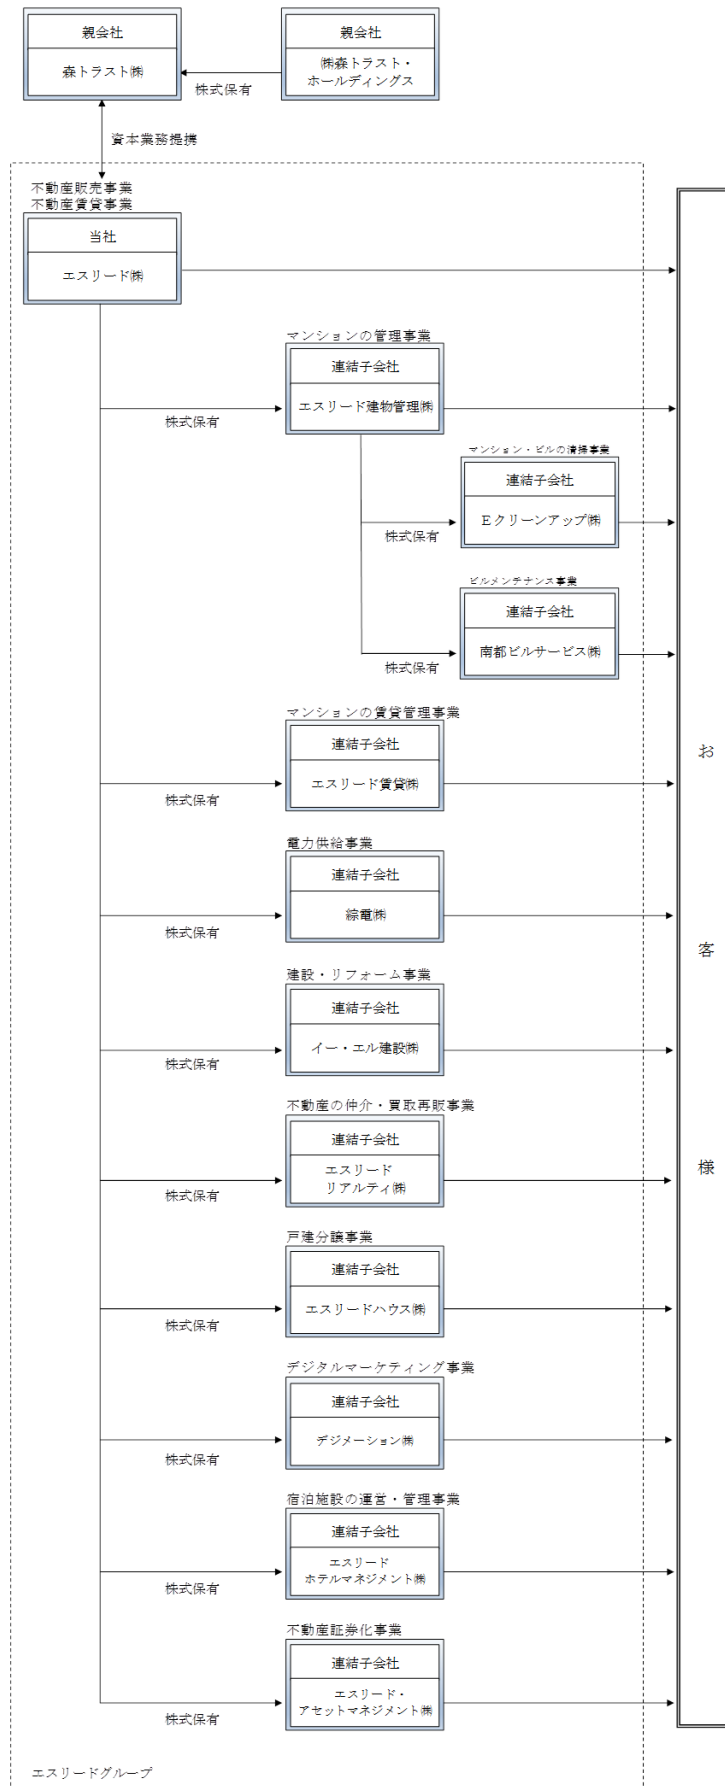 親会社
森トラスト㈱
親会社
㈱森トラスト・
ホールディングス
株式保有
資本業務提携
不動産販売事業
不動産賃貸事業
当社
エスリード㈱
マンションの管理事業
連結子会社
エスリード建物管理㈱
株式保有
マンション・ビルの清掃事業
連結子会社
Eクリーンアップ㈱
株式保有
ビルメンテナンス事業
連結子会社
南都ビルサービス㈱
株式保有
マンションの賃貸管理事業
連結子会社
エスリード賃貸㈱
株式保有
電力供給事業
連結子会社
綜電㈱
株式保有
建設・リフォーム事業
連結子会社
イー・エル建設㈱
株式保有
不動産の仲介・買取再販事業
連結子会社
エスリード
リアルティ㈱
株式保有
戸建分譲事業
連結子会社
エスリードハウス㈱
株式保有
デジタルマーケティング事業
連結子会社
デジメーション㈱
株式保有
宿泊施設の運営・管理事業
連結子会社
エスリード
ホテルマネジメント㈱
株式保有
不動産証券化事業
連結子会社
エスリード・
アセットマネジメント㈱
株式保有
お客様
エスリードグループ